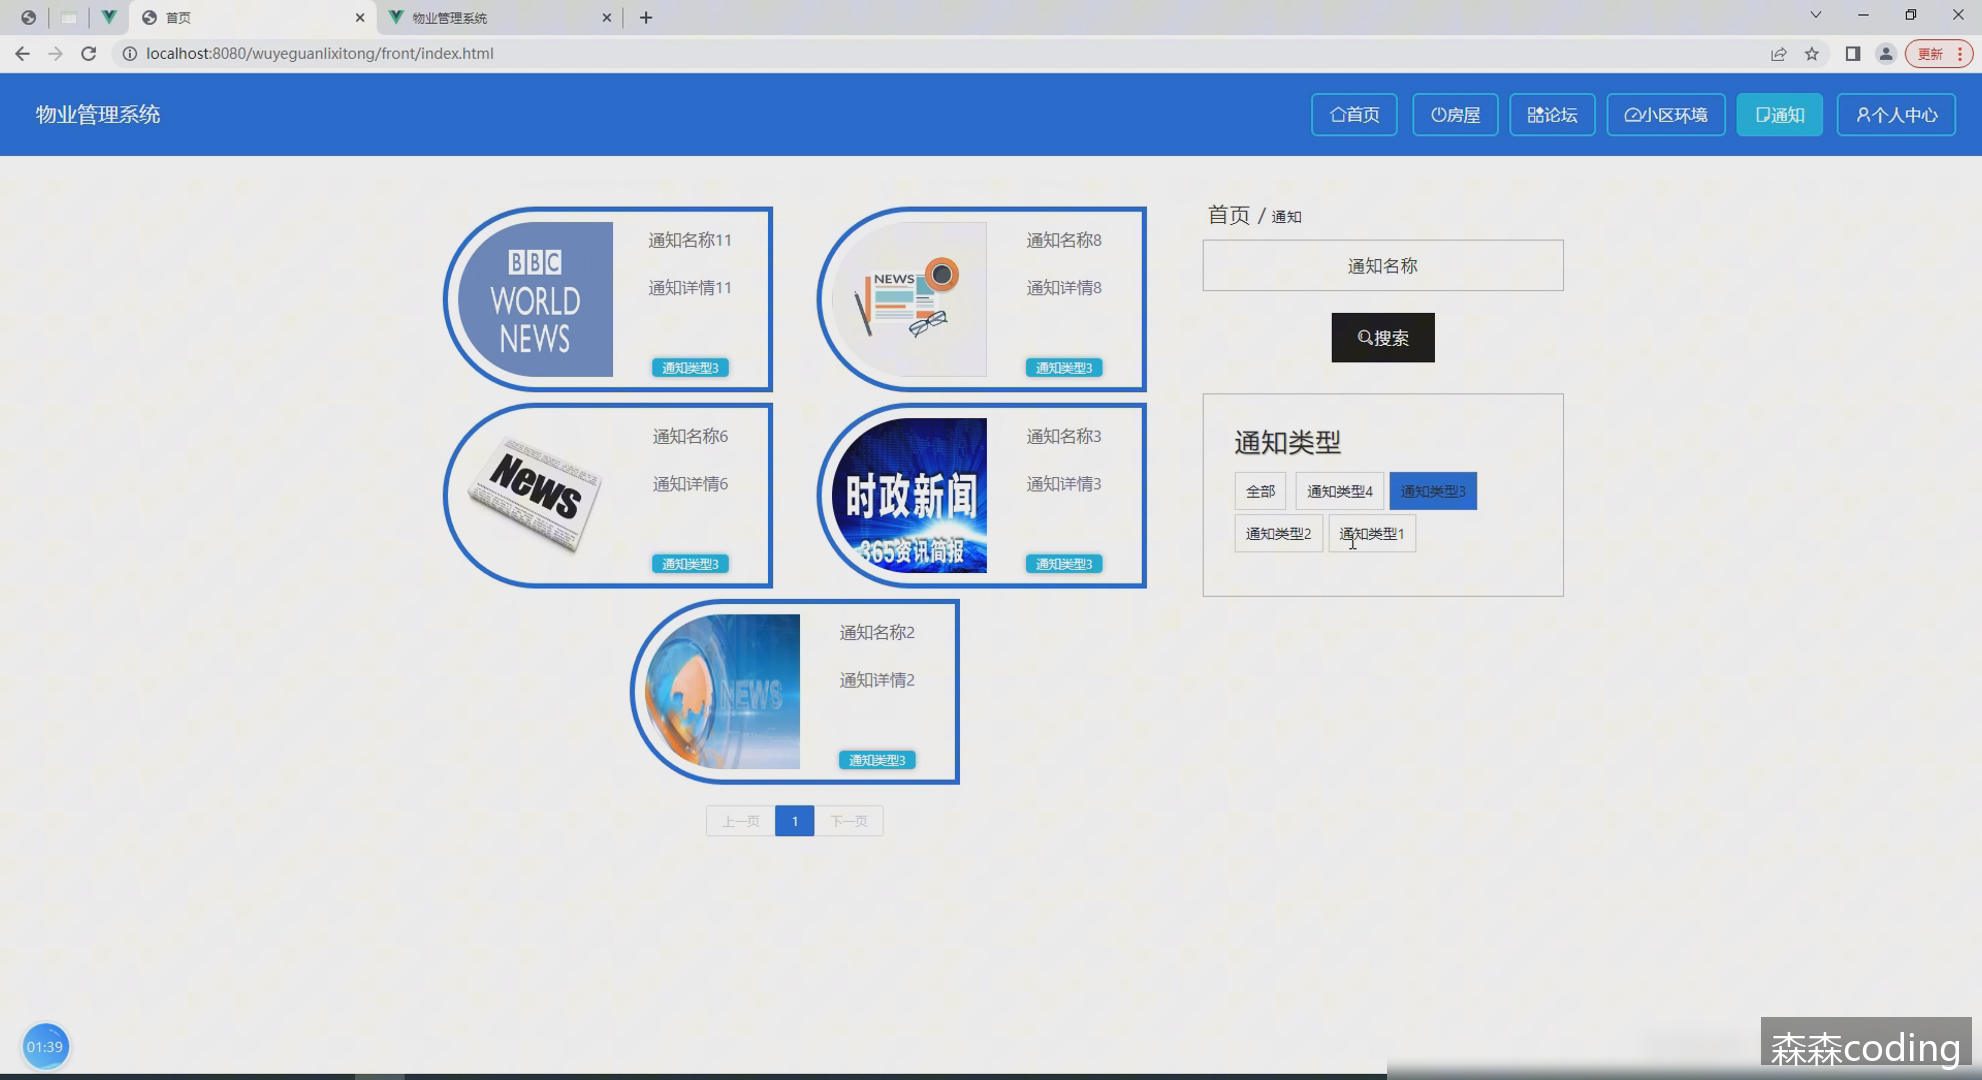 首页
物业管理系统
localhost:8080/wuyeguanlixitong/front/index.html
更新
物业管理系统
首页
房屋
论坛
小区环境
通知
个人中心
BBC
WORLD
NEWS
通知名称11
通知详情11
通知类型3
NEWS
通知名称8
通知详情8
通知类型3
News
通知名称6
通知详情6
通知类型3
时政新闻
365资讯简报
通知名称3
通知详情3
通知类型3
NEWS
通知名称2
通知详情2
通知类型3
上一页
1
下一页
首页 / 通知
通知名称
搜索
通知类型
全部
通知类型4
通知类型3
通知类型2
通知类型1
01:39
森森coding